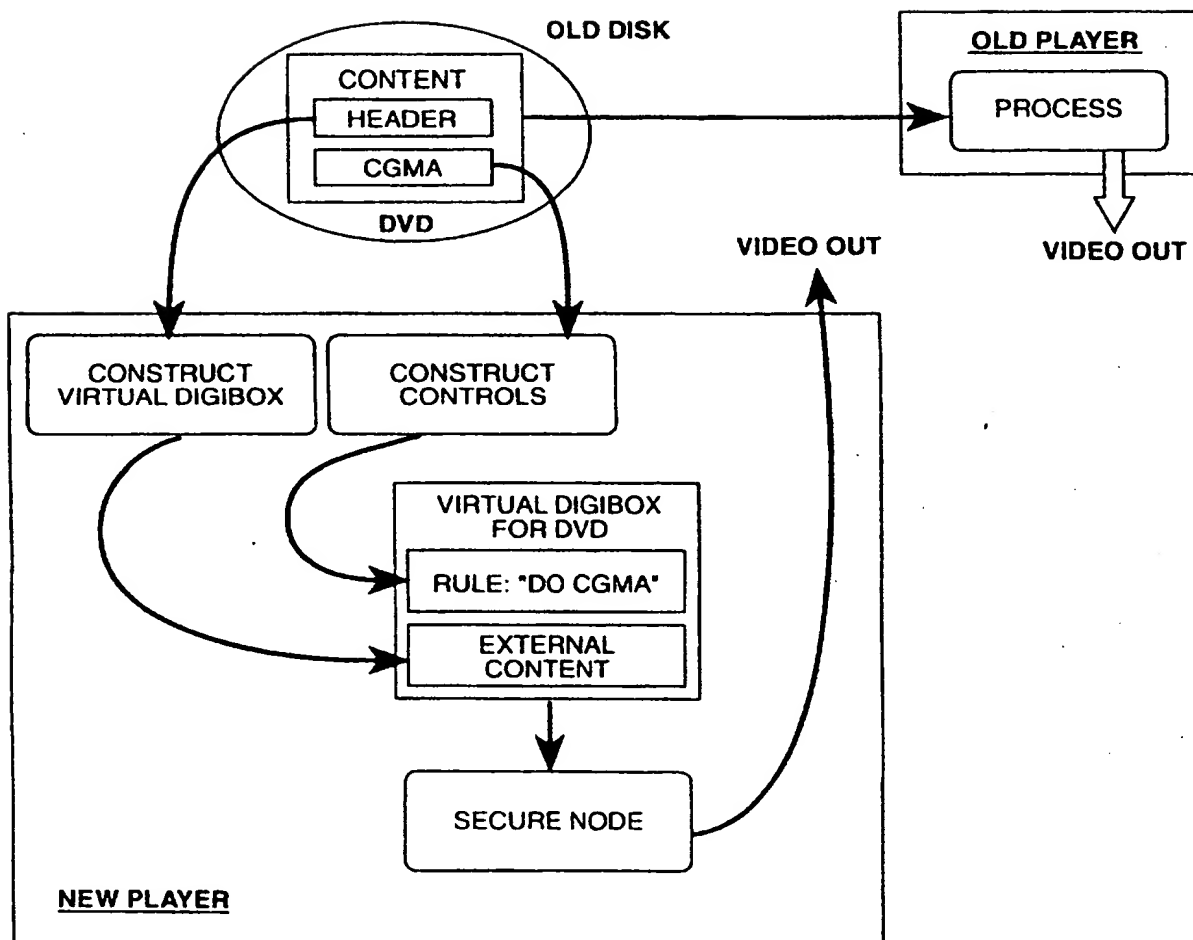 OLD DISK
CONTENT
HEADER
CGMA
DVD
OLD PLAYER
PROCESS
VIDEO OUT
VIDEO OUT
CONSTRUCT
VIRTUAL DIGIBOX
CONSTRUCT
CONTROLS
VIRTUAL DIGIBOX
FOR DVD
RULE: "DO CGMA"
EXTERNAL
CONTENT
SECURE NODE
NEW PLAYER